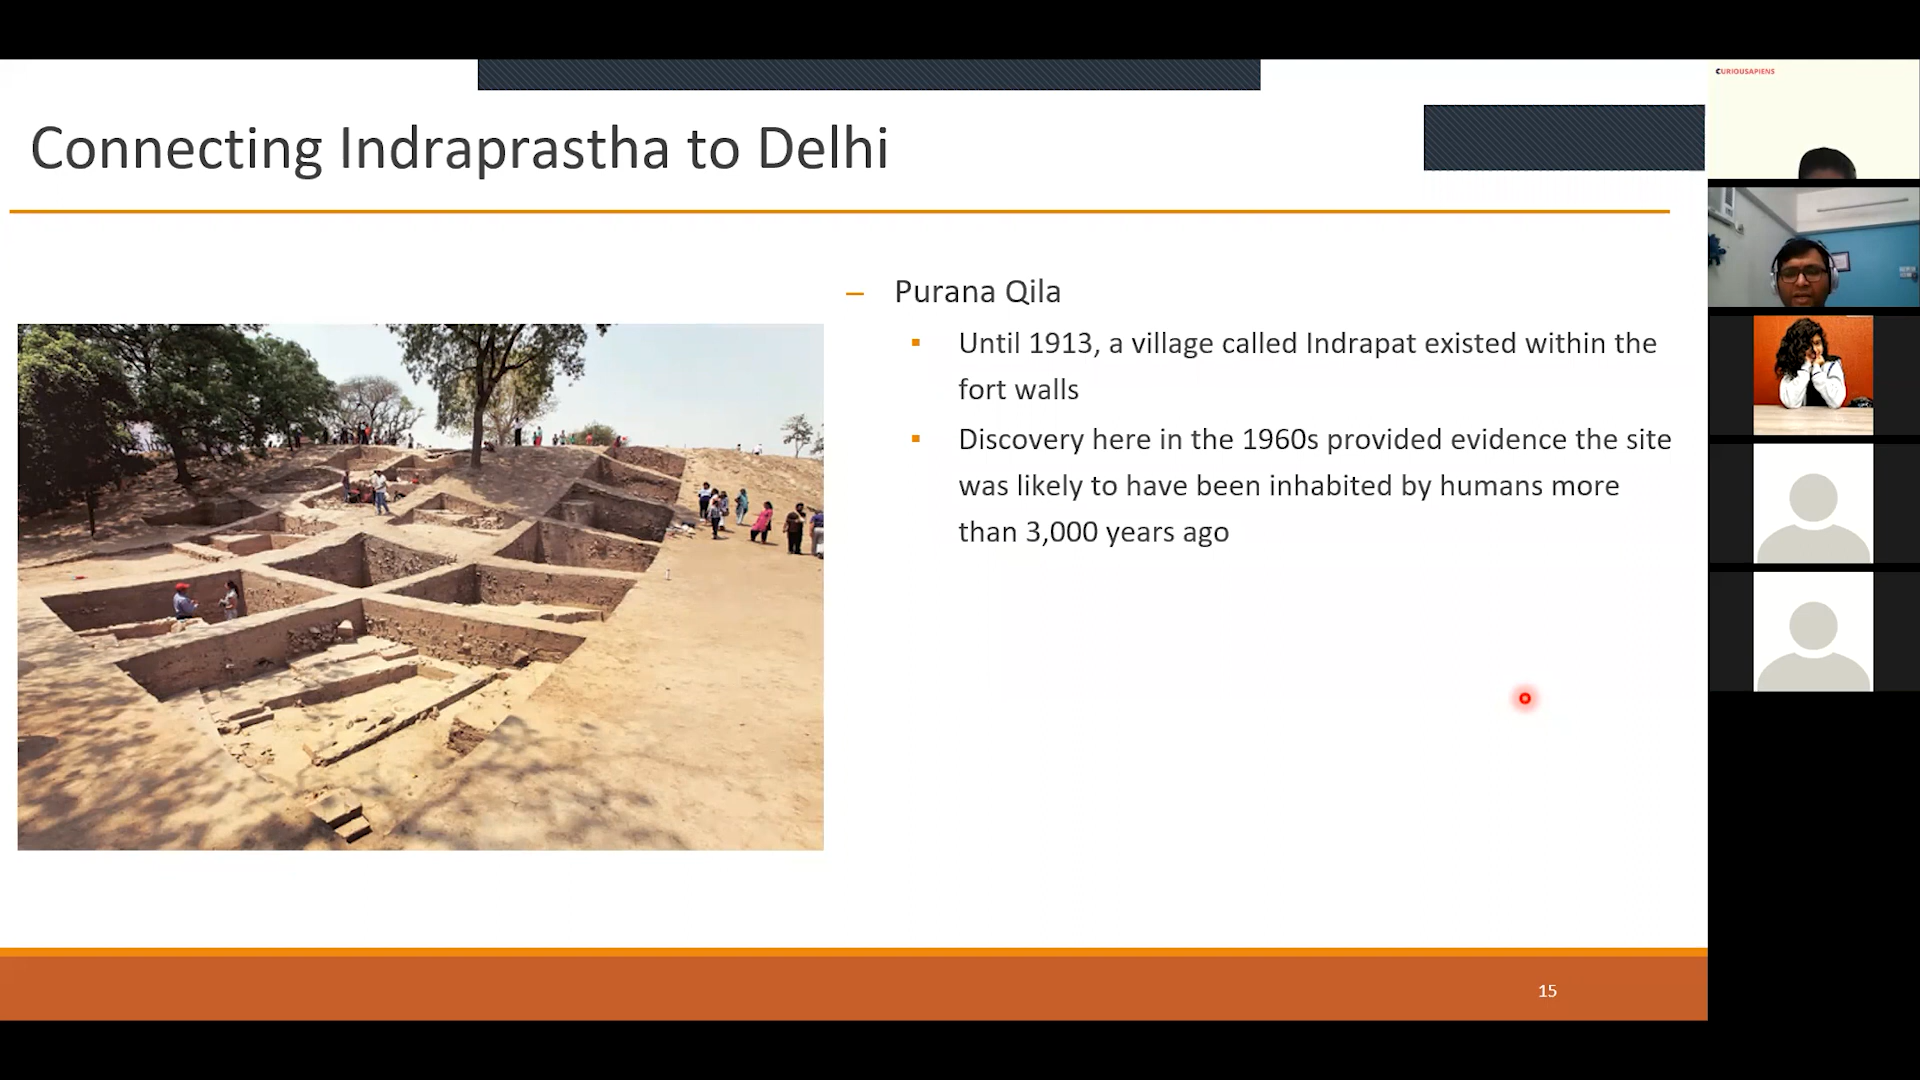 CURIOUSAPIENS
Connecting Indraprastha to Delhi
– Purana Qila
▪ Until 1913, a village called Indrapat existed within the
fort walls
▪ Discovery here in the 1960s provided evidence the site
was likely to have been inhabited by humans more
than 3,000 years ago
15